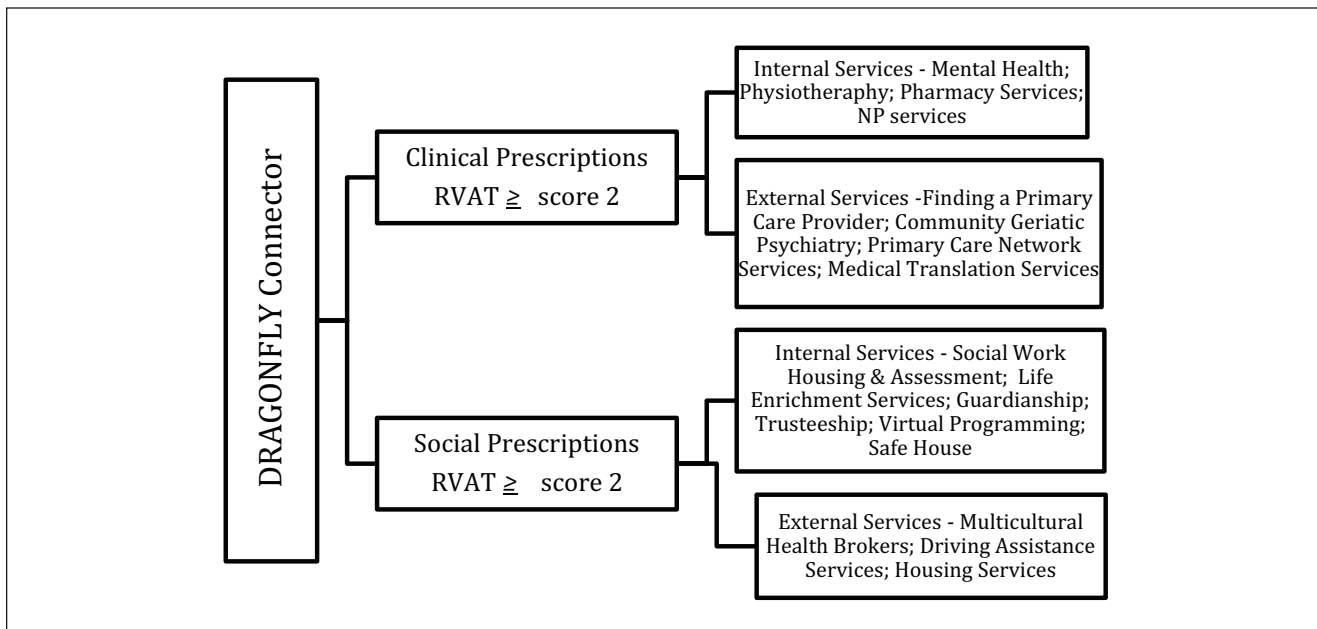 DRAGONFLY Connector
Clinical Prescriptions
RVAT ≥ score 2
Internal Services - Mental Health;
Physiotheraphy; Pharmacy Services;
NP services
External Services -Finding a Primary
Care Provider; Community Geriatic
Psychiatry; Primary Care Network
Services; Medical Translation Services
Social Prescriptions
RVAT ≥ score 2
Internal Services - Social Work
Housing & Assessment; Life
Enrichment Services; Guardianship;
Trusteeship; Virtual Programming;
Safe House
External Services - Multicultural
Health Brokers; Driving Assistance
Services; Housing Services